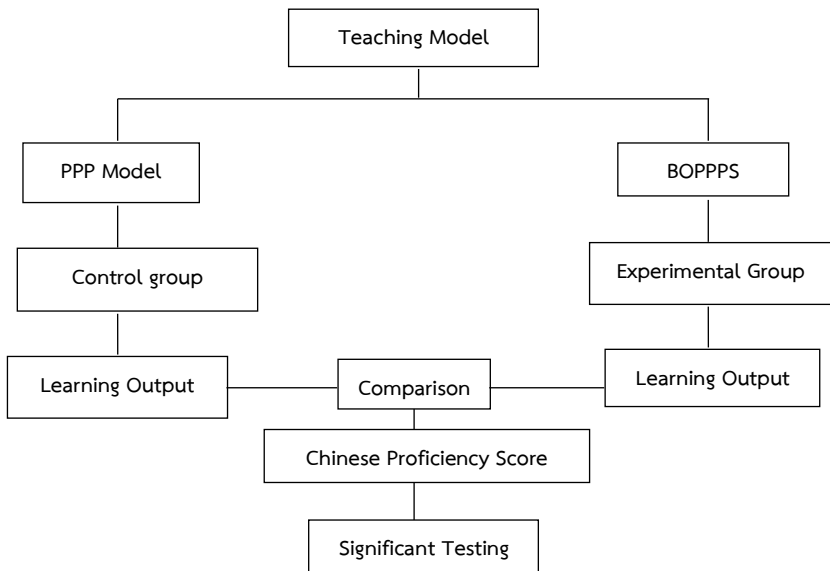 Teaching Model
PPP Model
BOPPPS
Control group
Experimental Group
Learning Output
Comparison
Learning Output
Chinese Proficiency Score
Significant Testing